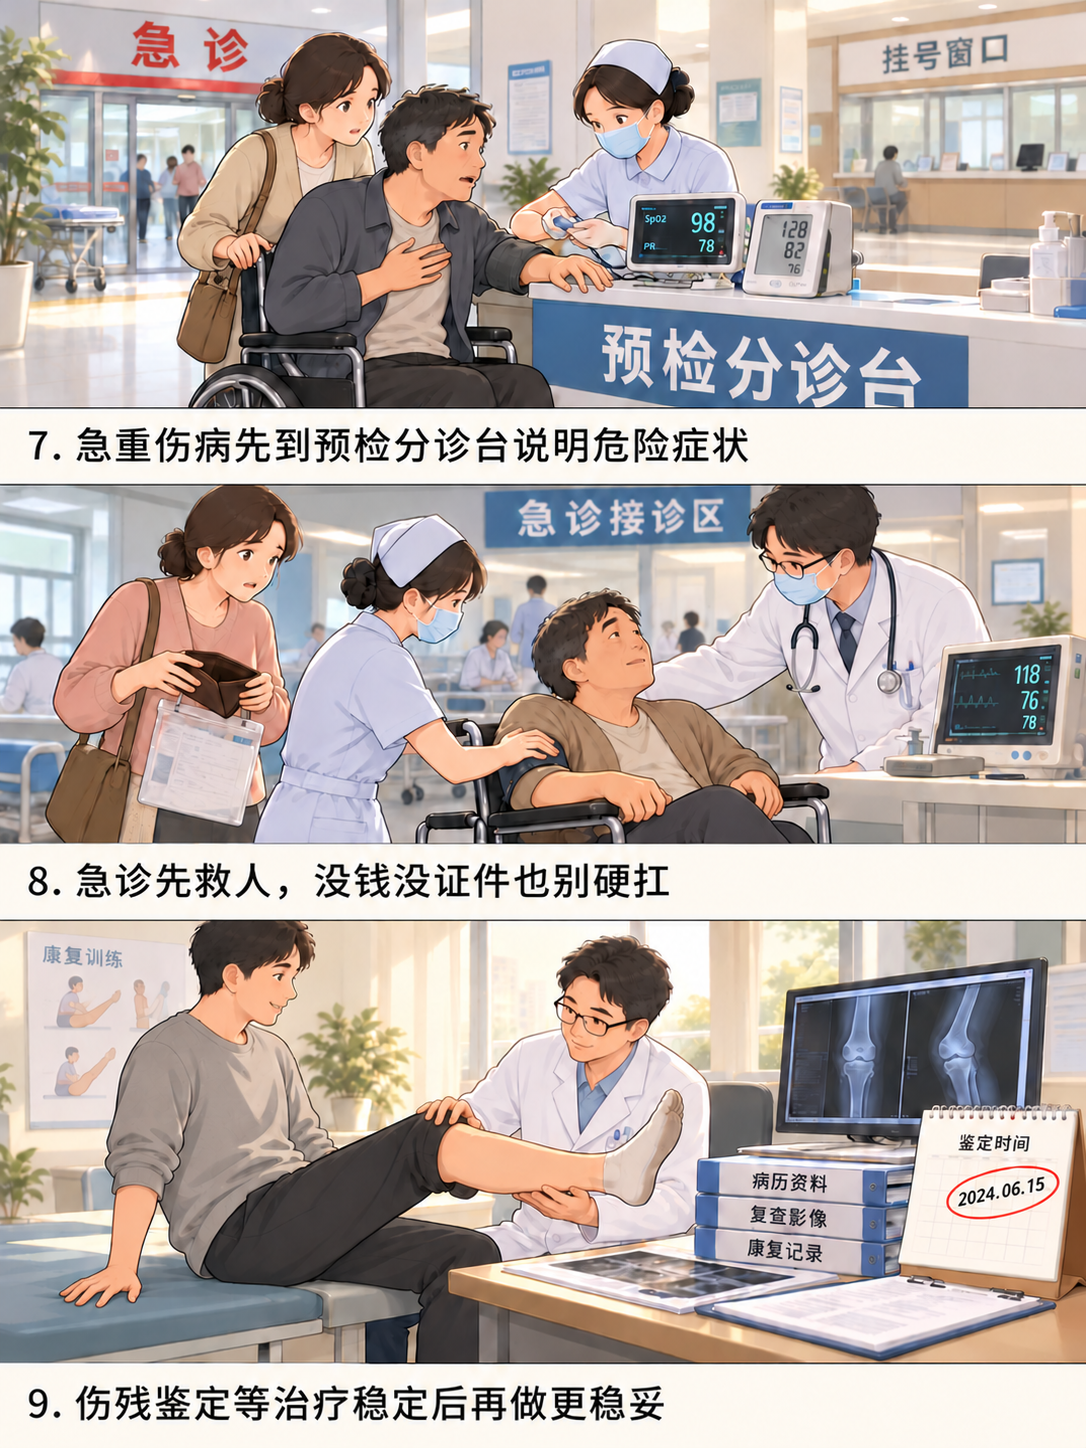 急诊
挂号窗口
SpO2
98
PR
78
128
82
76
预检分诊台
7. 急重伤病先到预检分诊台说明危险症状
急诊接诊区
118
76
78
8. 急诊先救人，没钱没证件也别硬扛
康复训练
鉴定时间
2024.06.15
病历资料
复查影像
康复记录
9. 伤残鉴定等治疗稳定后再做更稳妥